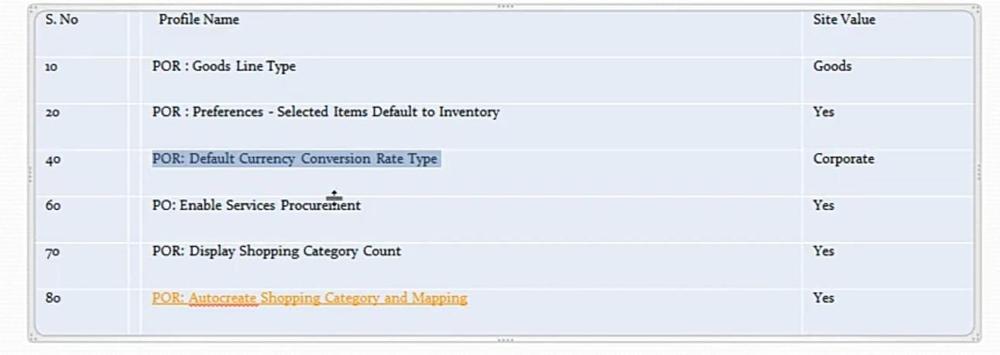 S. No Profile Name Site Value
10 POR : Goods Line Type Goods
20 POR : Preferences - Selected Items Default to Inventory Yes
40 POR: Default Currency Conversion Rate Type Corporate
60 PO: Enable Services Procurement Yes
70 POR: Display Shopping Category Count Yes
80 POR: Autocreate Shopping Category and Mapping Yes